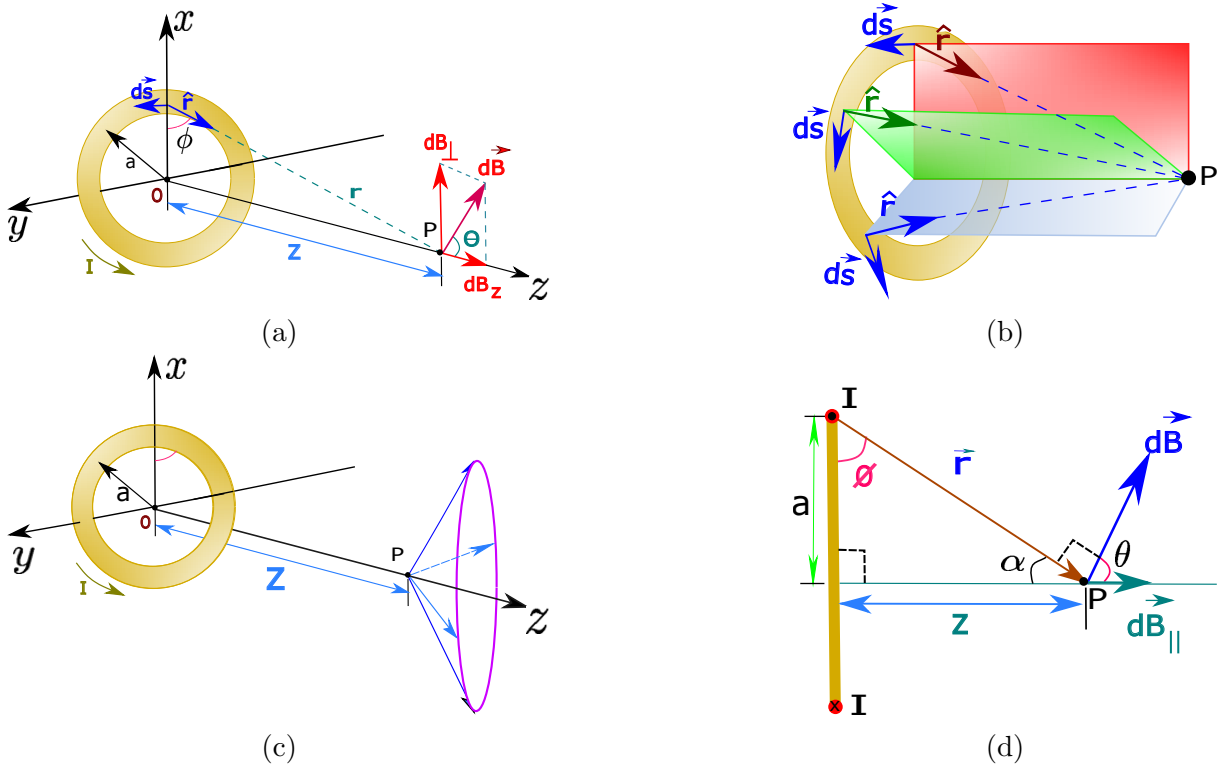 x
ds
r̂
ϕ
a
dB⊥
dB
r
0
P
Θ
y
z
I
dBz
z
(a)
ds
r̂
r̂
ds
P
r̂
ds
(b)
x
a
0
P
y
z
I
z
(c)
I
dB
r
ø
a
α
θ
P
z
dB||
x I
(d)